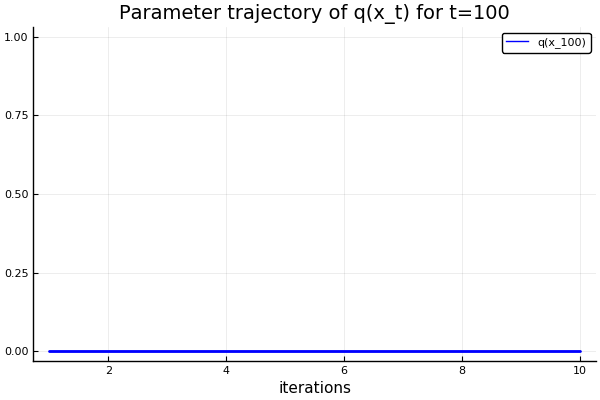 Parameter trajectory of q(x_t) for t=100
q(x_100)
1.00
0.75
0.50
0.25
0.00
2 4 6 8 10
iterations